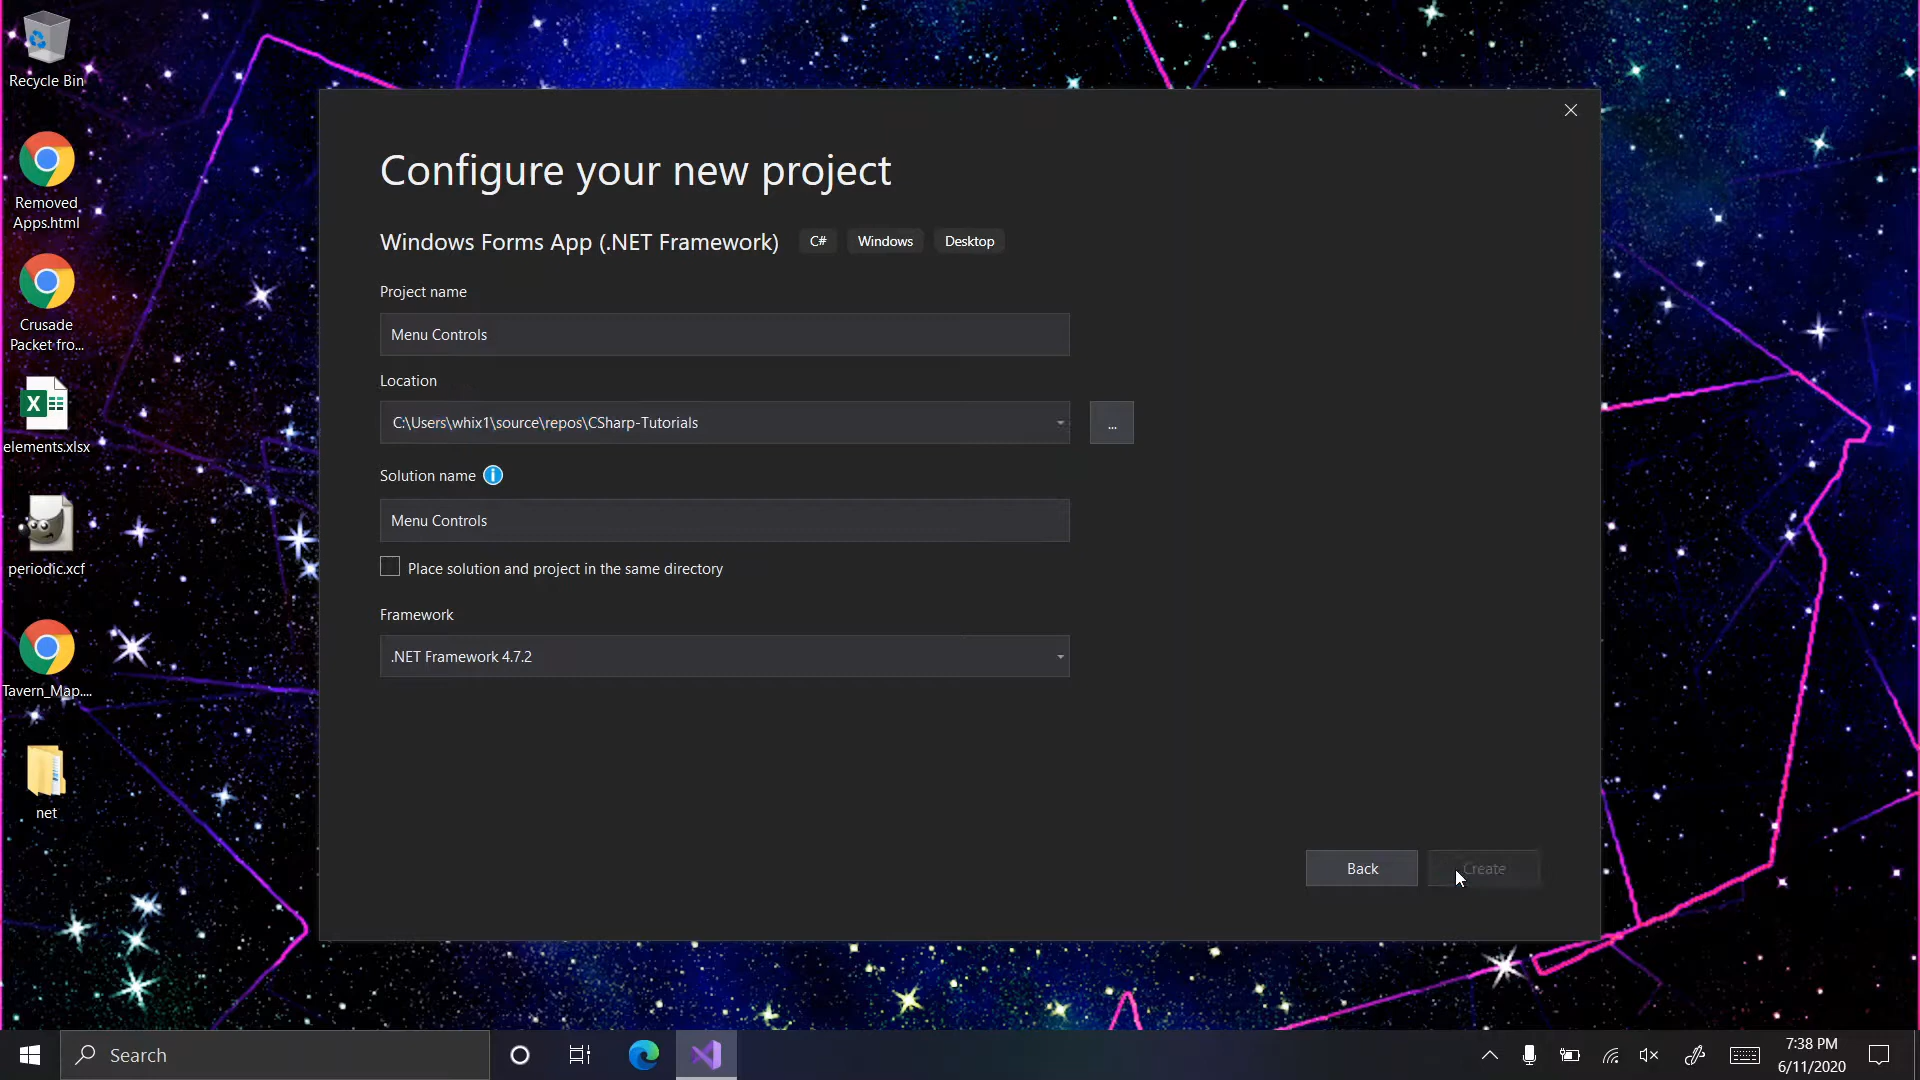 Recycle Bin
Removed
Apps.html
Crusade
Packet fro...
elements.xlsx
periodic.xcf
Tavern_Map....
net
Configure your new project
Windows Forms App (.NET Framework)
C#
Windows
Desktop
Project name
Menu Controls
Location
C:\Users\whix1\source\repos\CSharp-Tutorials
...
Solution name
Menu Controls
Place solution and project in the same directory
Framework
.NET Framework 4.7.2
Back
Create
Search
7:38 PM
6/11/2020